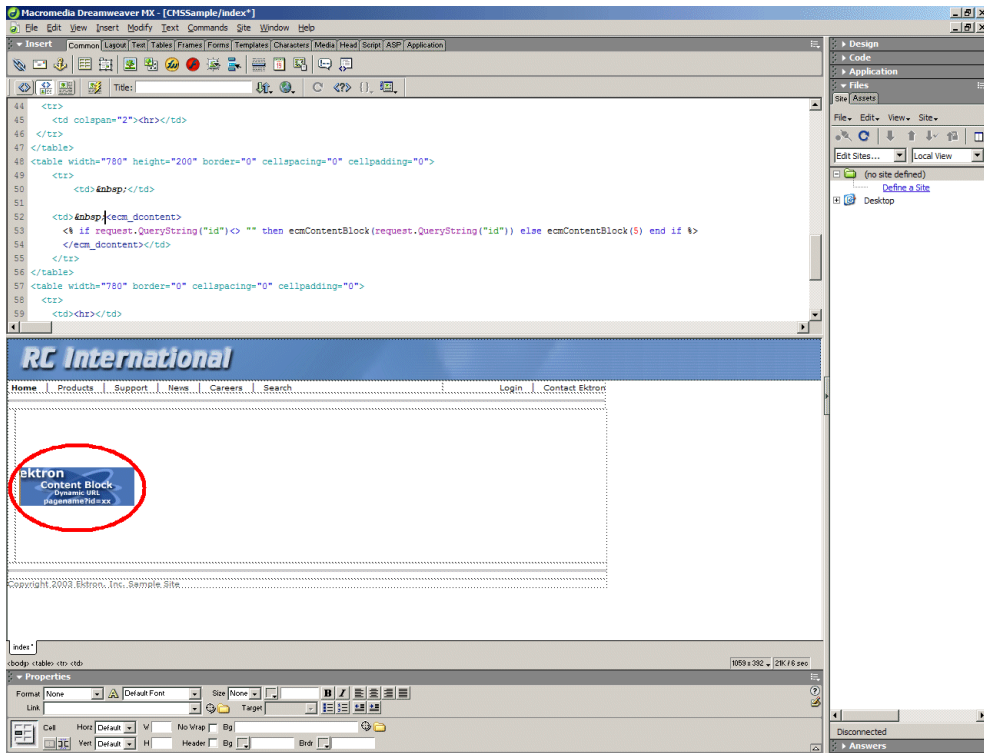 Macromedia Dreamweaver MX - [CMSSample/index*]
File Edit View Insert Modify Text Commands Site Window Help
Insert Common Layout Text Tables Frames Forms Templates Characters Media Head Script ASP Application
Title:
44 <tr>
45 <td colspan="2"><hr></td>
46 </tr>
47 </table>
48 <table width="780" height="200" border="0" cellspacing="0" cellpadding="0">
49 <tr>
50 <td>&nbsp;</td>
51
52 <td>&nbsp;<ecm_dcontent>
53 <% if request.QueryString("id")<> "" then ecmContentBlock(request.QueryString("id")) else ecmContentBlock(5) end if %>
54 </ecm_dcontent></td>
55 </tr>
56 </table>
57 <table width="780" border="0" cellspacing="0" cellpadding="0">
58 <tr>
59 <td><hr></td>
RC International
Home | Products | Support | News | Careers | Search Login | Contact Ektron
ektron
Content Block
Dynamic URL
pagename?id=xx
Copyright 2003 Ektron, Inc. Sample Site
index*
<body> <table> <tr> <td>
1059 x 392 21K / 6 sec
Properties
Format None Default Font Size None B I
Link Target
Cell Horz Default W No Wrap Bg
Vert Default H Header Bg Brdr
Design
Code
Application
Files
Site Assets
File View Edit Site
Edit Sites... Local View
(no site defined)
Define a Site
Desktop
Disconnected
Answers